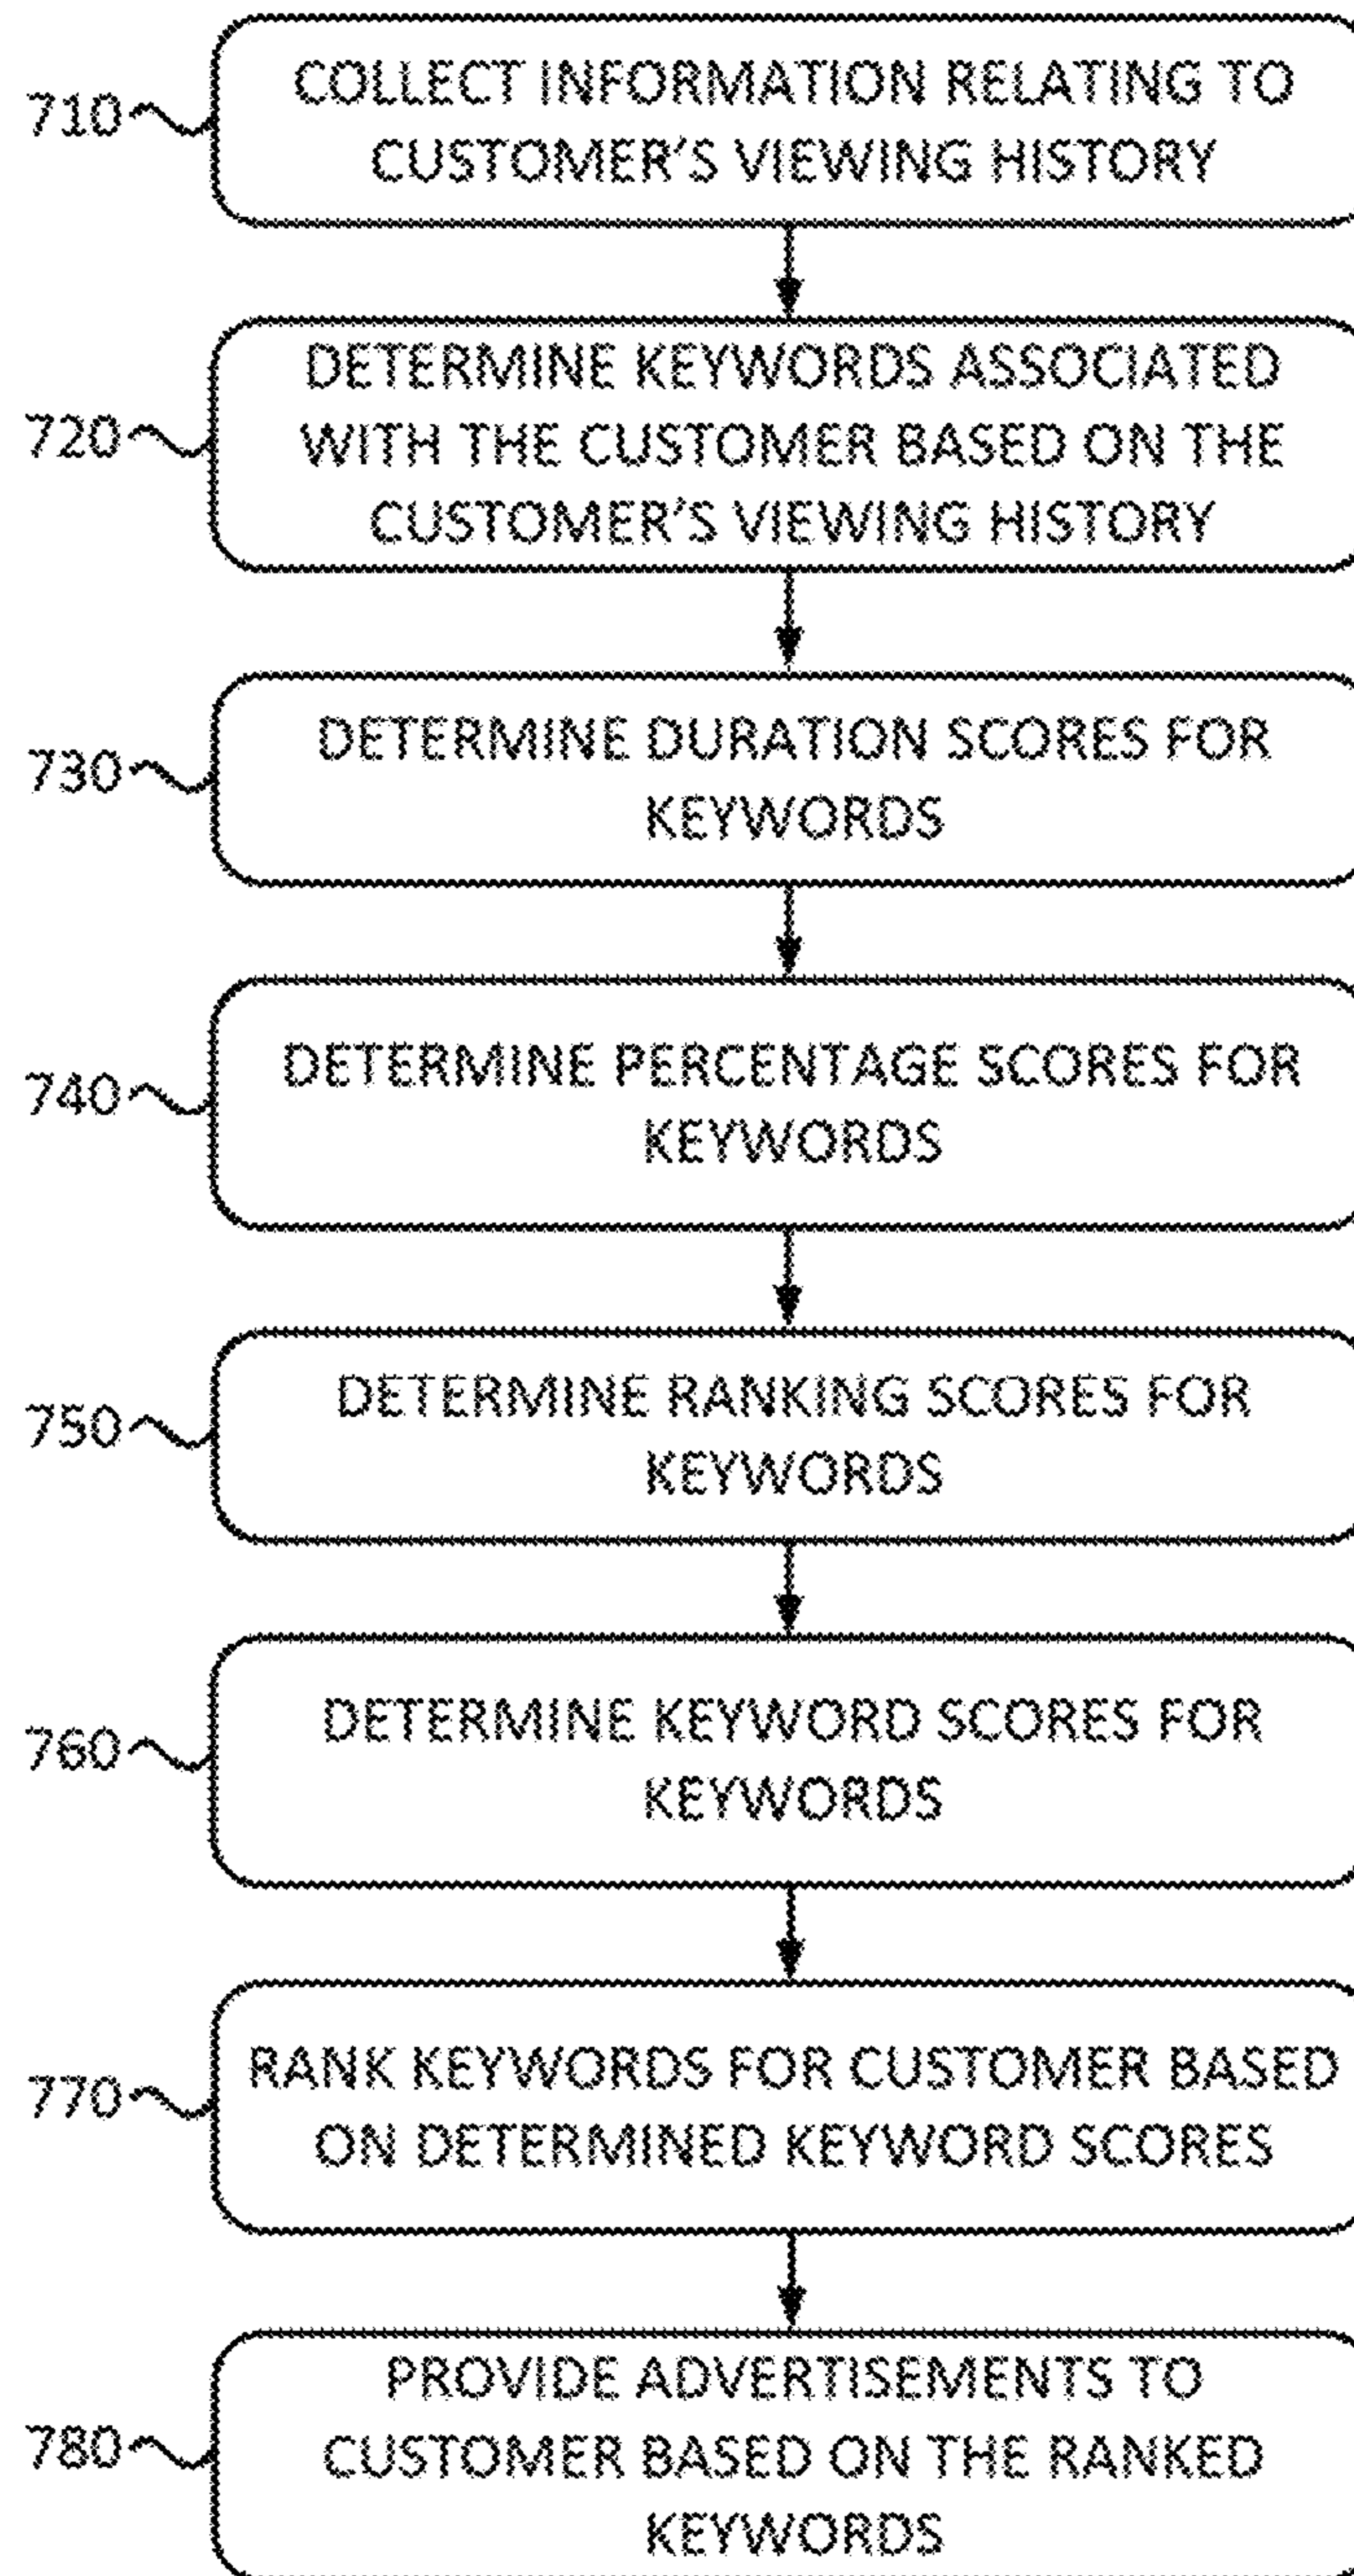 710
COLLECT INFORMATION RELATING TO
CUSTOMER'S VIEWING HISTORY
720
DETERMINE KEYWORDS ASSOCIATED
WITH THE CUSTOMER BASED ON THE
CUSTOMER'S VIEWING HISTORY
730
DETERMINE DURATION SCORES FOR
KEYWORDS
740
DETERMINE PERCENTAGE SCORES FOR
KEYWORDS
750
DETERMINE RANKING SCORES FOR
KEYWORDS
760
DETERMINE KEYWORD SCORES FOR
KEYWORDS
770
RANK KEYWORDS FOR CUSTOMER BASED
ON DETERMINED KEYWORD SCORES
780
PROVIDE ADVERTISEMENTS TO
CUSTOMER BASED ON THE RANKED
KEYWORDS